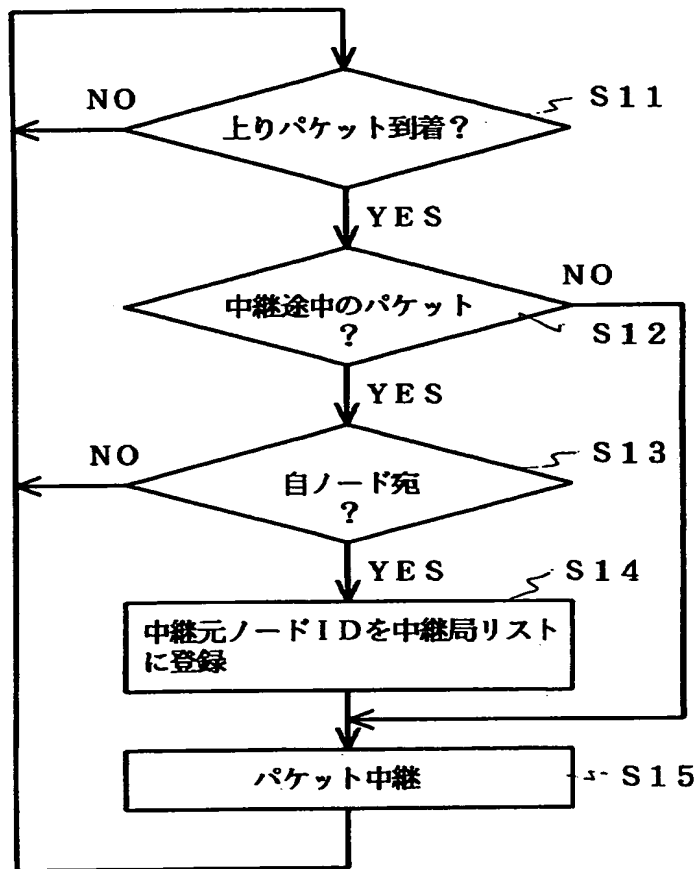 NO
S11
上りパケット到着?
YES
NO
中継途中のパケット
?
S12
YES
NO
S13
自ノード宛
?
YES
S14
中継元ノードIDを中継局リスト
に登録
パケット中継
S15